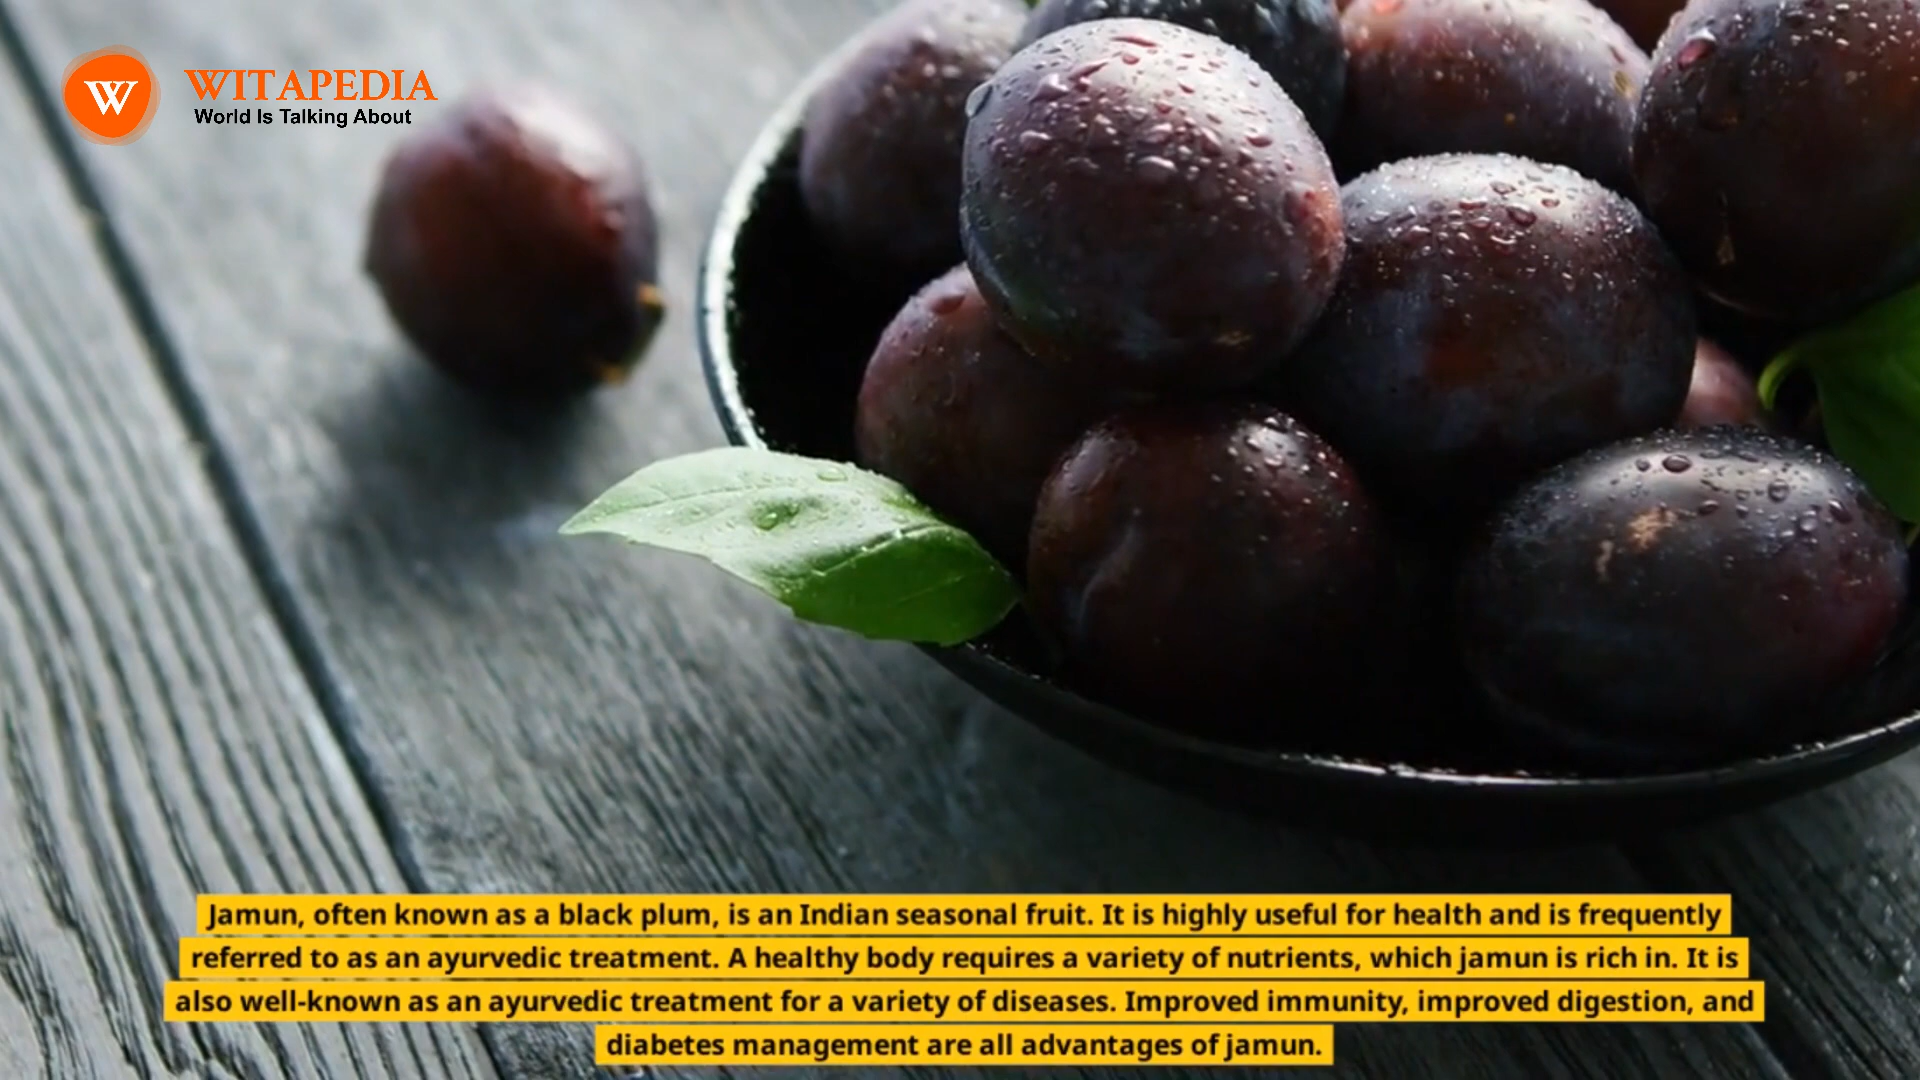 W
WITAPEDIA
World Is Talking About
Jamun, often known as a black plum, is an Indian seasonal fruit. It is highly useful for health and is frequently
referred to as an ayurvedic treatment. A healthy body requires a variety of nutrients, which jamun is rich in. It is
also well-known as an ayurvedic treatment for a variety of diseases. Improved immunity, improved digestion, and
diabetes management are all advantages of jamun.